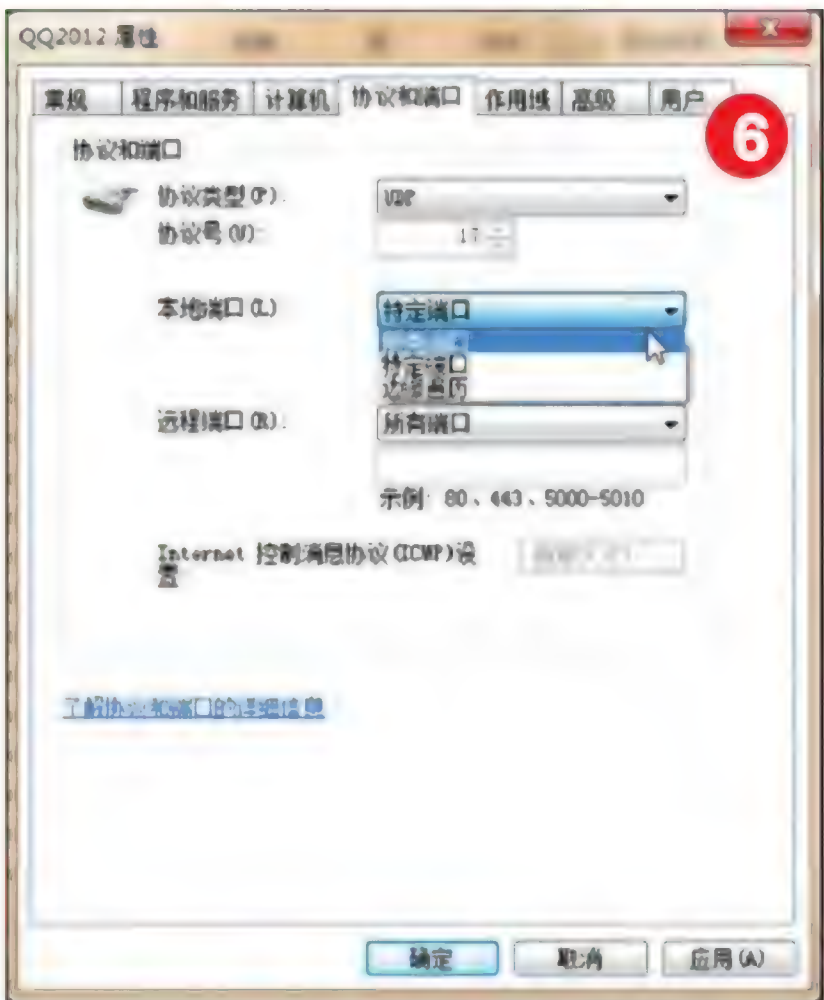 QQ2012 属性
常规 程序和服务 计算机 协议和端口 作用域 高级 用户
6
协议和端口
协议类型(P):
UDP
协议号(U):
17
本地端口(L)
特定端口
特定端口
边缘遍历
远程端口(R):
所有端口
示例: 80、443、5000-5010
Internet 控制消息协议(ICMP)设
置
了解协议和端口的详细信息
确定 取消 应用(A)